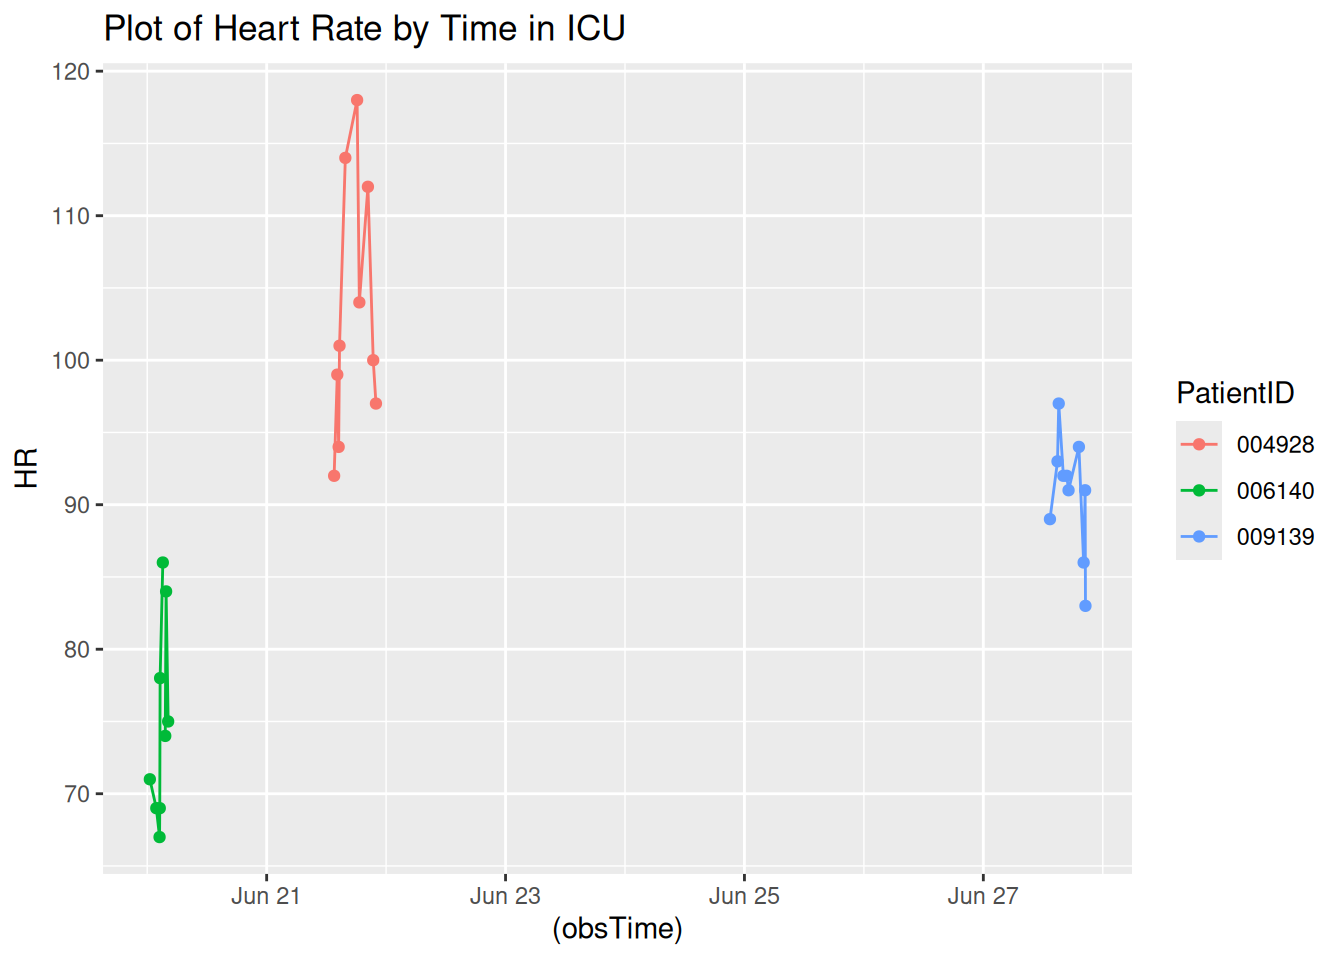 Plot of Heart Rate by Time in ICU
120
110
100
90
80
70
HR
Jun 21
Jun 23
Jun 25
Jun 27
(obsTime)
PatientID
004928
006140
009139